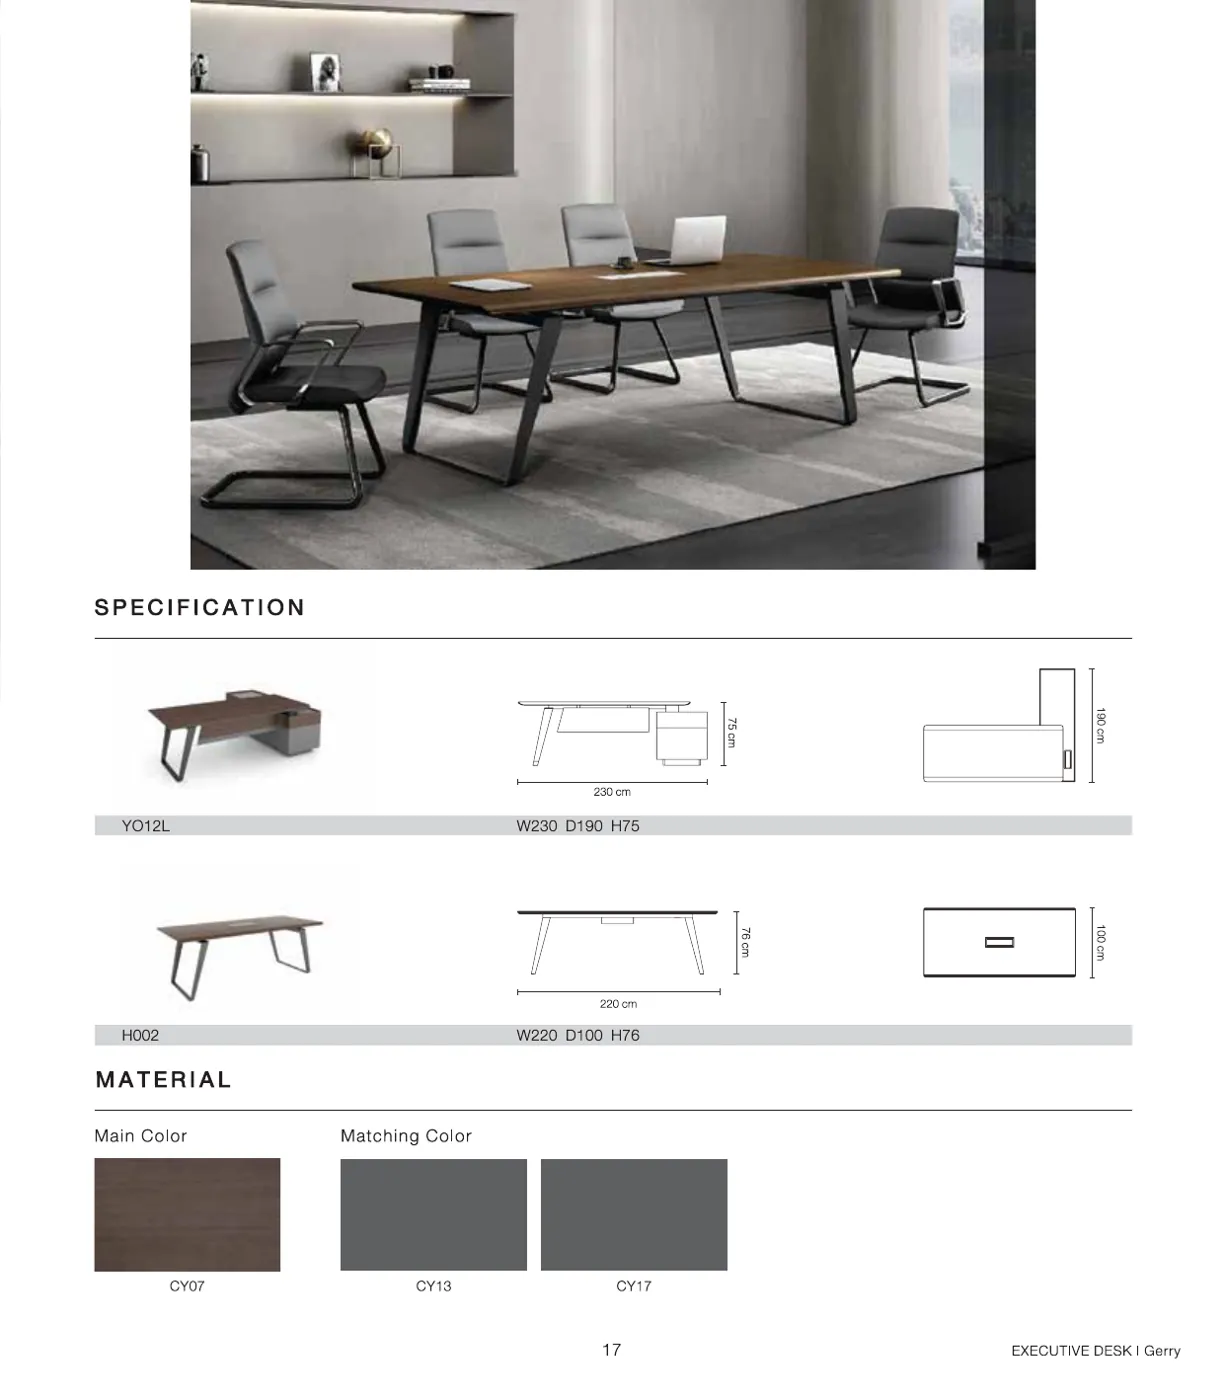 SPECIFICATION
75 cm
190 cm
230 cm
YO12L W230 D190 H75
76 cm
100 cm
220 cm
H002 W220 D100 H76
MATERIAL
Main Color Matching Color
CY07 CY13 CY17
17 EXECUTIVE DESK I Gerry